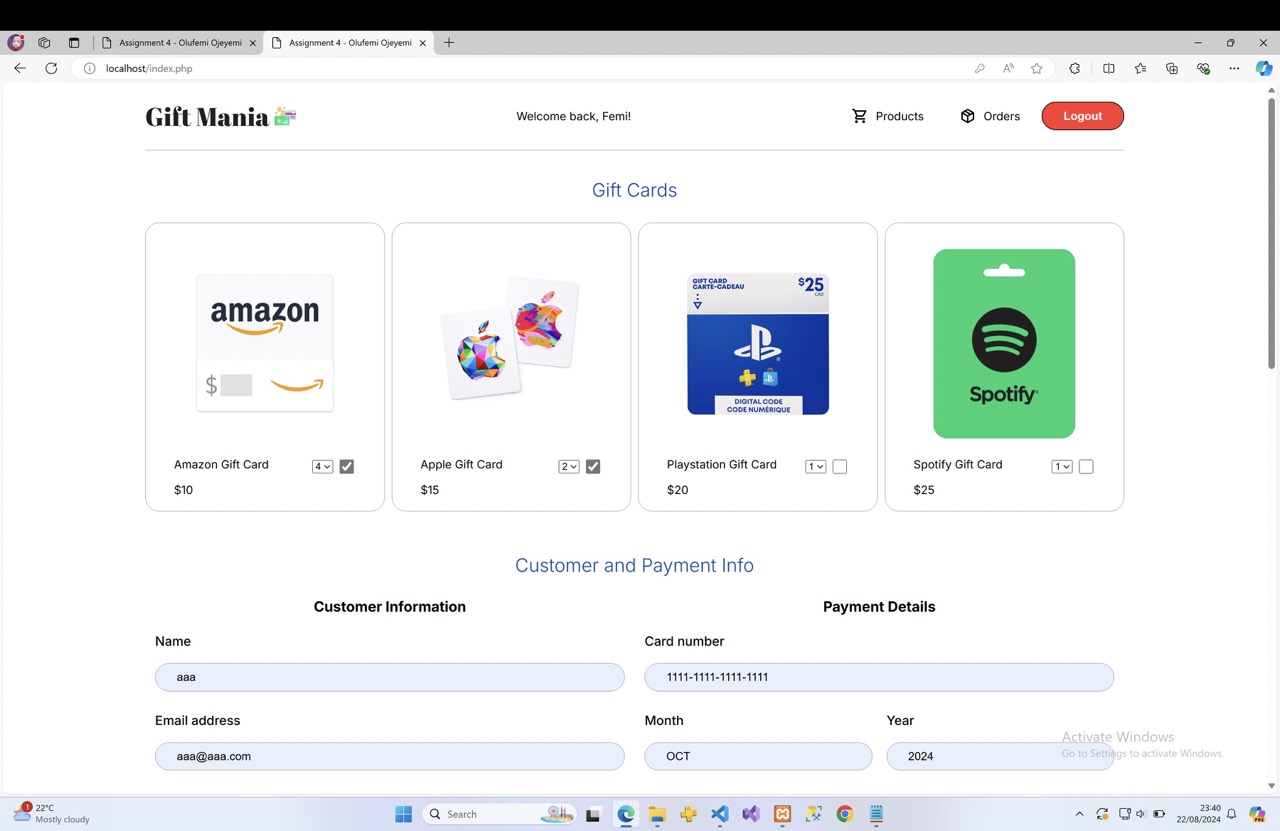 Assignment 4 - Olufemi Ojeyemi
Assignment 4 - Olufemi Ojeyemi
localhost/index.php
Gift Mania
Welcome back, Femi!
Products
Orders
Logout
Gift Cards
amazon
$
GIFT CARD
CARTE-CADEAU
$25
CAD
DIGITAL CODE
CODE NUMÉRIQUE
Spotify
Amazon Gift Card
4
$10
Apple Gift Card
2
$15
Playstation Gift Card
1
$20
Spotify Gift Card
1
$25
Customer and Payment Info
Customer Information
Payment Details
Name
Card number
aaa
1111-1111-1111-1111
Email address
Month
Year
aaa@aaa.com
OCT
2024
Activate Windows
Go to Settings to activate Windows.
1
22°C
Mostly cloudy
Search
23:40
22/08/2024